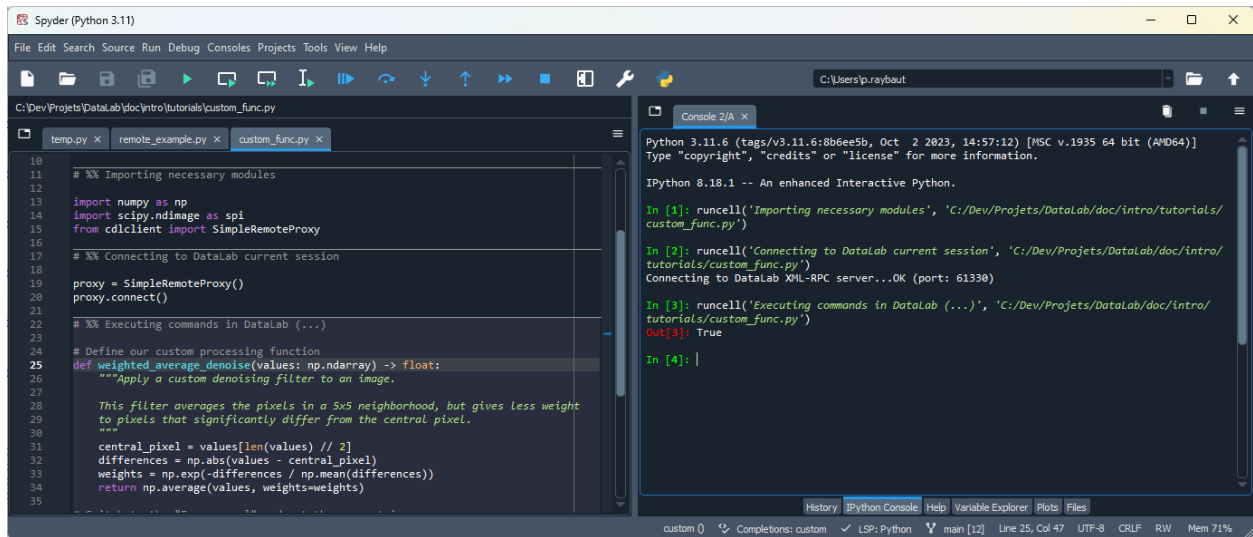 Spyder (Python 3.11)
File Edit Search Source Run Debug Consoles Projects Tools View Help
C:\Users\p.raybaut
C:\Dev\Projets\DataLab\doc\intro\tutorials\custom_func.py
temp.py
remote_example.py
custom_func.py
10
11 # %% Importing necessary modules
12
13 import numpy as np
14 import scipy.ndimage as spi
15 from cdlclient import SimpleRemoteProxy
16
17 # %% Connecting to DataLab current session
18
19 proxy = SimpleRemoteProxy()
20 proxy.connect()
21
22 # %% Executing commands in DataLab (...)
23
24 # Define our custom processing function
25 def weighted_average_denoise(values: np.ndarray) -> float:
26 """Apply a custom denoising filter to an image.
27
28 This filter averages the pixels in a 5x5 neighborhood, but gives less weight
29 to pixels that significantly differ from the central pixel.
30 """
31 central_pixel = values[len(values) // 2]
32 differences = np.abs(values - central_pixel)
33 weights = np.exp(-differences / np.mean(differences))
34 return np.average(values, weights=weights)
35
Console 2/A
Python 3.11.6 (tags/v3.11.6:8b6ee5b, Oct 2 2023, 14:57:12) [MSC v.1935 64 bit (AMD64)]
Type "copyright", "credits" or "license" for more information.
IPython 8.18.1 -- An enhanced Interactive Python.
In [1]: runcell('Importing necessary modules', 'C:/Dev/Projets/DataLab/doc/intro/tutorials/
custom_func.py')
In [2]: runcell('Connecting to DataLab current session', 'C:/Dev/Projets/DataLab/doc/intro/
tutorials/custom_func.py')
Connecting to DataLab XML-RPC server...OK (port: 61330)
In [3]: runcell('Executing commands in DataLab (...)', 'C:/Dev/Projets/DataLab/doc/intro/
tutorials/custom_func.py')
Out[3]: True
In [4]:
History IPython Console Help Variable Explorer Plots Files
custom () Completions: custom LSP: Python main [12] Line 25, Col 47 UTF-8 CRLF RW Mem 71%